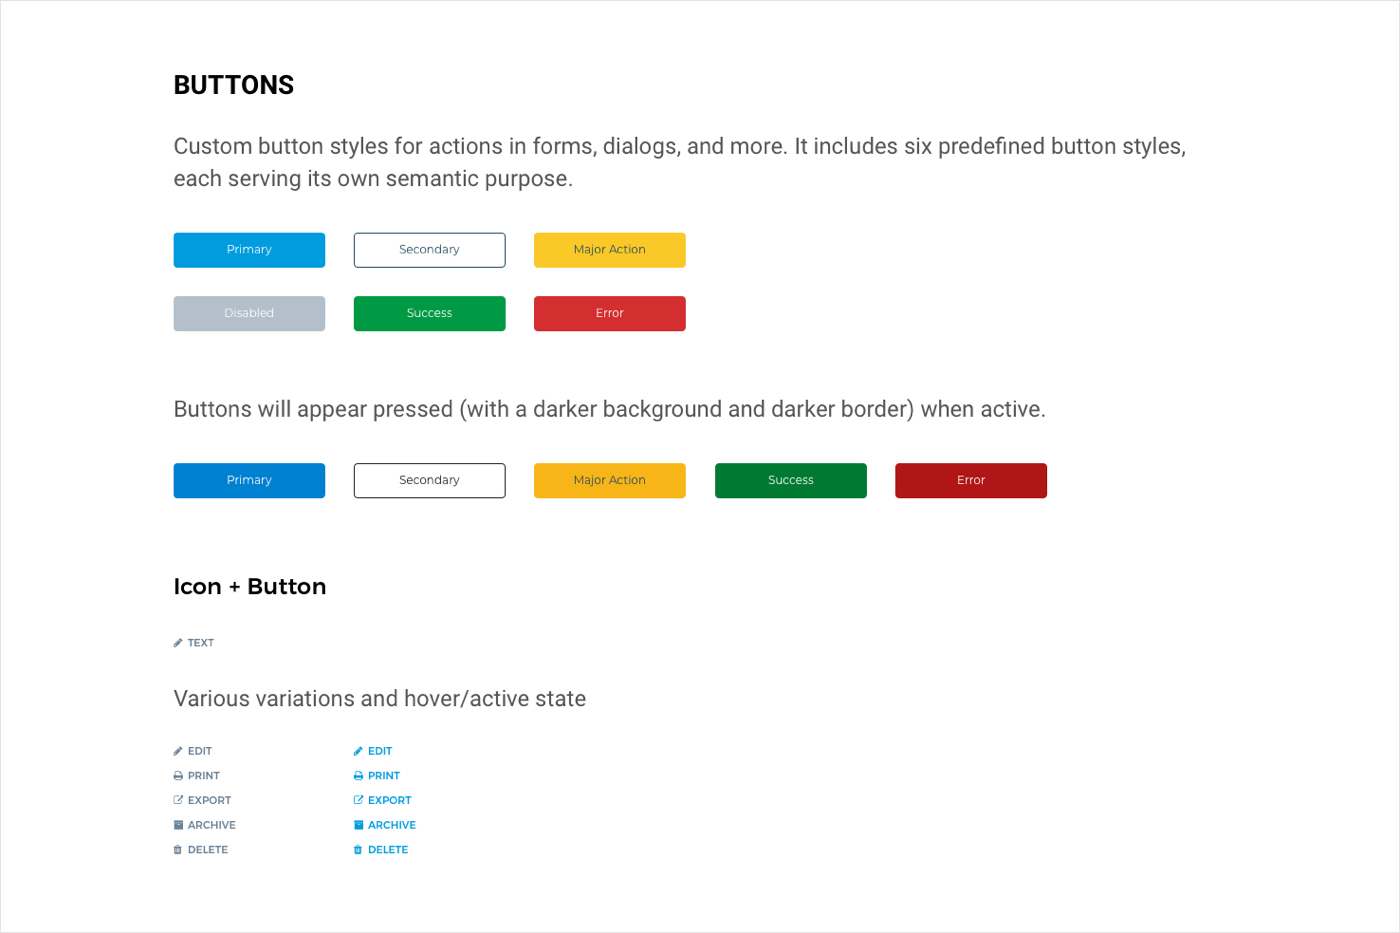 BUTTONS
Custom button styles for actions in forms, dialogs, and more. It includes six predefined button styles,
each serving its own semantic purpose.
Primary
Secondary
Major Action
Disabled
Success
Error
Buttons will appear pressed (with a darker background and darker border) when active.
Primary
Secondary
Major Action
Success
Error
Icon + Button
TEXT
Various variations and hover/active state
EDIT
EDIT
PRINT
PRINT
EXPORT
EXPORT
ARCHIVE
ARCHIVE
DELETE
DELETE